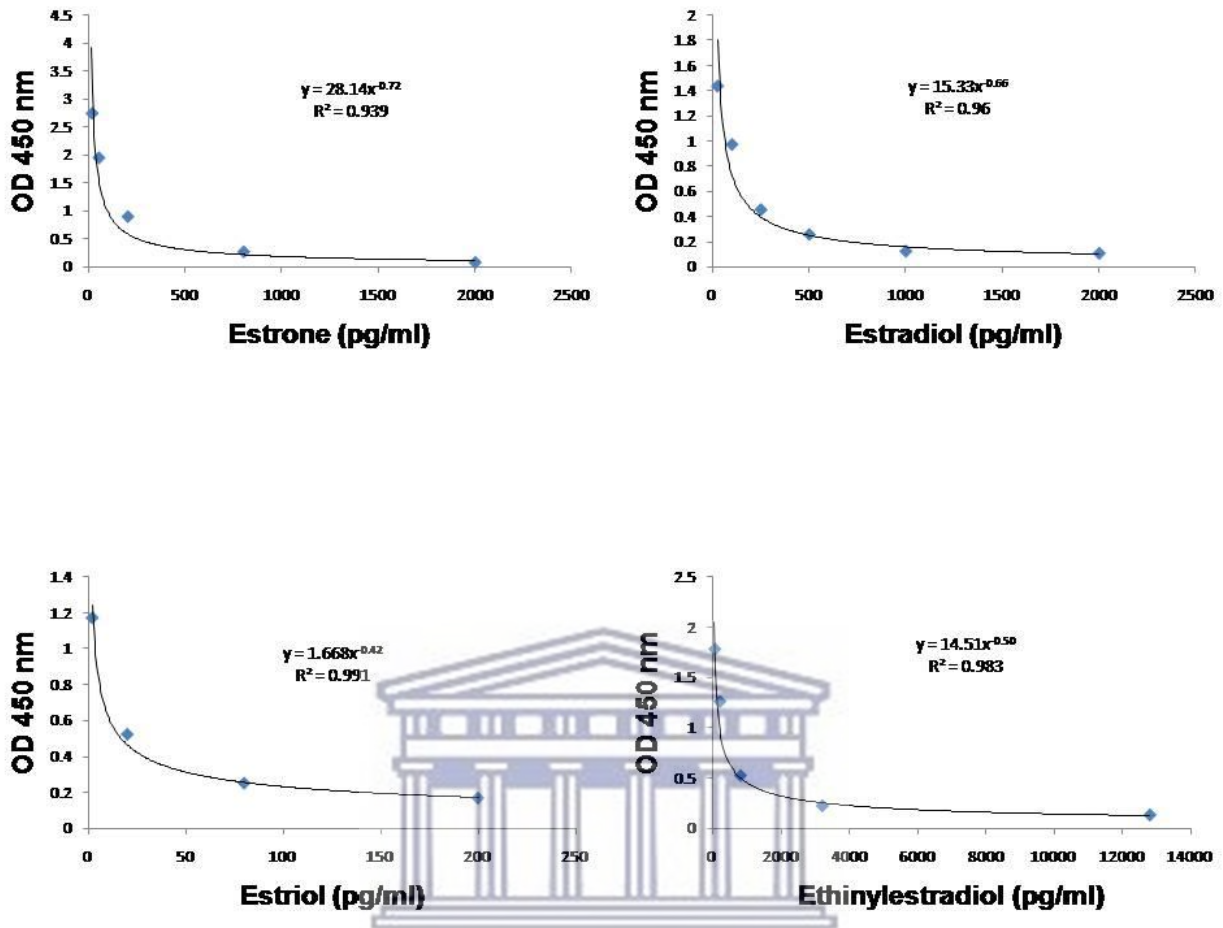 4.5
4
3.5
3
2.5
2
1.5
1
0.5
0
OD 450 nm
y = 28.14x^-0.72
R² = 0.939
0 500 1000 1500 2000 2500
Estrone (pg/ml)
2
1.8
1.6
1.4
1.2
1
0.8
0.6
0.4
0.2
0
OD 450 nm
y = 15.33x^-0.66
R² = 0.96
0 500 1000 1500 2000 2500
Estradiol (pg/ml)
1.4
1.2
1
0.8
0.6
0.4
0.2
0
OD 450 nm
y = 1.668x^-0.42
R² = 0.991
0 50 100 150 200 250
Estriol (pg/ml)
2.5
2
1.5
1
0.5
0
OD 450 nm
y = 14.51x^-0.50
R² = 0.983
0 2000 4000 6000 8000 10000 12000 14000
Ethinylestradiol (pg/ml)